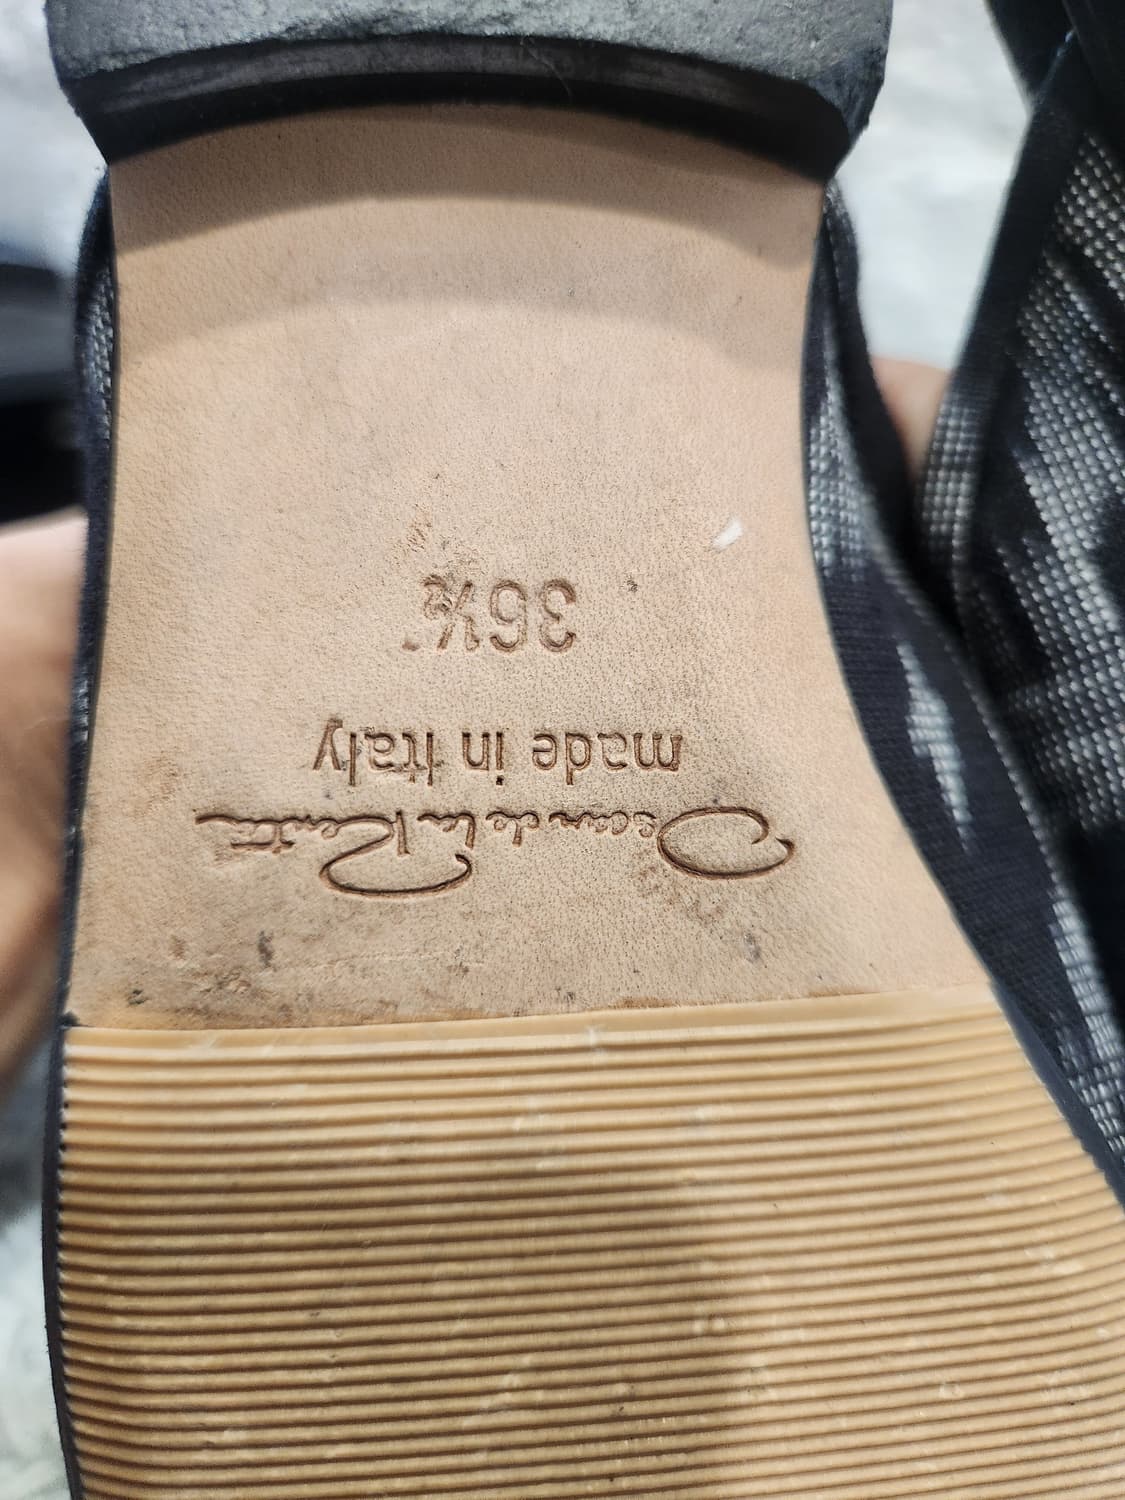 Oscar de la Renta
made in Italy
36½